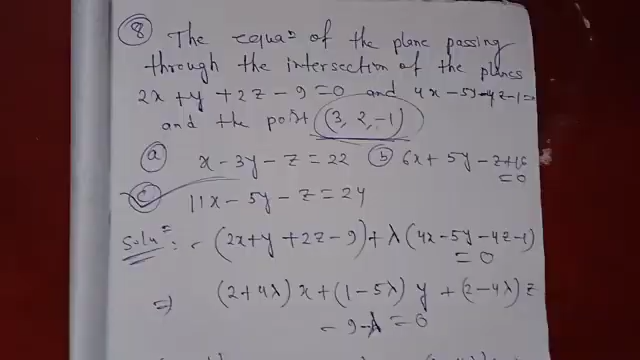 ⑧ The equaⁿ of the plane passing
through the intersection of the planes
2x + y + 2z - 9 = 0 and 4x - 5y - 4z - 1 = 0
and the point (3, 2, -1)
ⓐ x - 3y - z = 22 ⓑ 6x + 5y - z + 16
= 0
ⓒ 11x - 5y - z = 24
Soluⁿ :- (2x + y + 2z - 9) + λ (4x - 5y - 4z - 1)
= 0
⇒ (2 + 4λ) x + (1 - 5λ) y + (2 - 4λ) z
- 9 - λ = 0